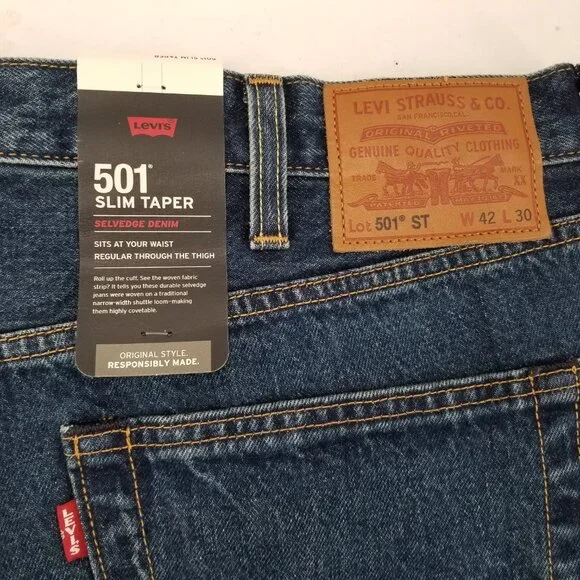 LEVI'S
501®
SLIM TAPER
SELVEDGE DENIM
SITS AT YOUR WAIST
REGULAR THROUGH THE THIGH
Roll up the cuff. See the woven fabric
strip? It tells you these durable selvedge
jeans were woven on a traditional
narrow-width shuttle loom-making
them highly covetable.
ORIGINAL STYLE.
RESPONSIBLY MADE.
LEVI STRAUSS & CO.
SAN FRANCISCO, CAL.
ORIGINAL RIVETED
GENUINE QUALITY CLOTHING
TRADE MARK
XX
Lot 501® ST W 42 L 30
LEVI'S